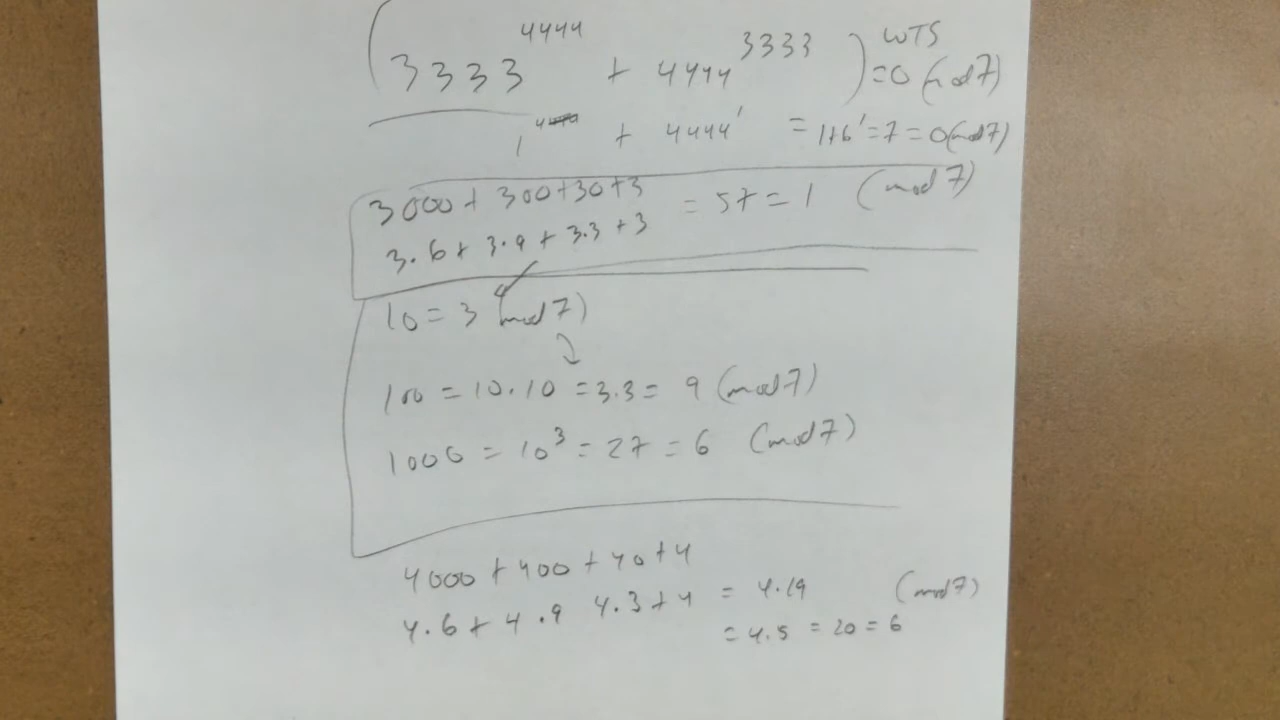 (3333^4444 + 4444^3333) WTS =0 (mod 7)
1^4 + 4444' = 1+6' = 7 = 0(mod 7)
3000 + 300+30+3 = 57 = 1 (mod 7)
3.6 + 3.9 + 3.3 + 3
10 = 3 (mod 7)
100 = 10.10 = 3.3 = 9 (mod 7)
1000 = 10^3 = 27 = 6 (mod 7)
4000 + 400 + 40 + 4
4.6 + 4.9 4.3 + 4 = 4.19 (mod 7)
= 4.5 = 20 = 6